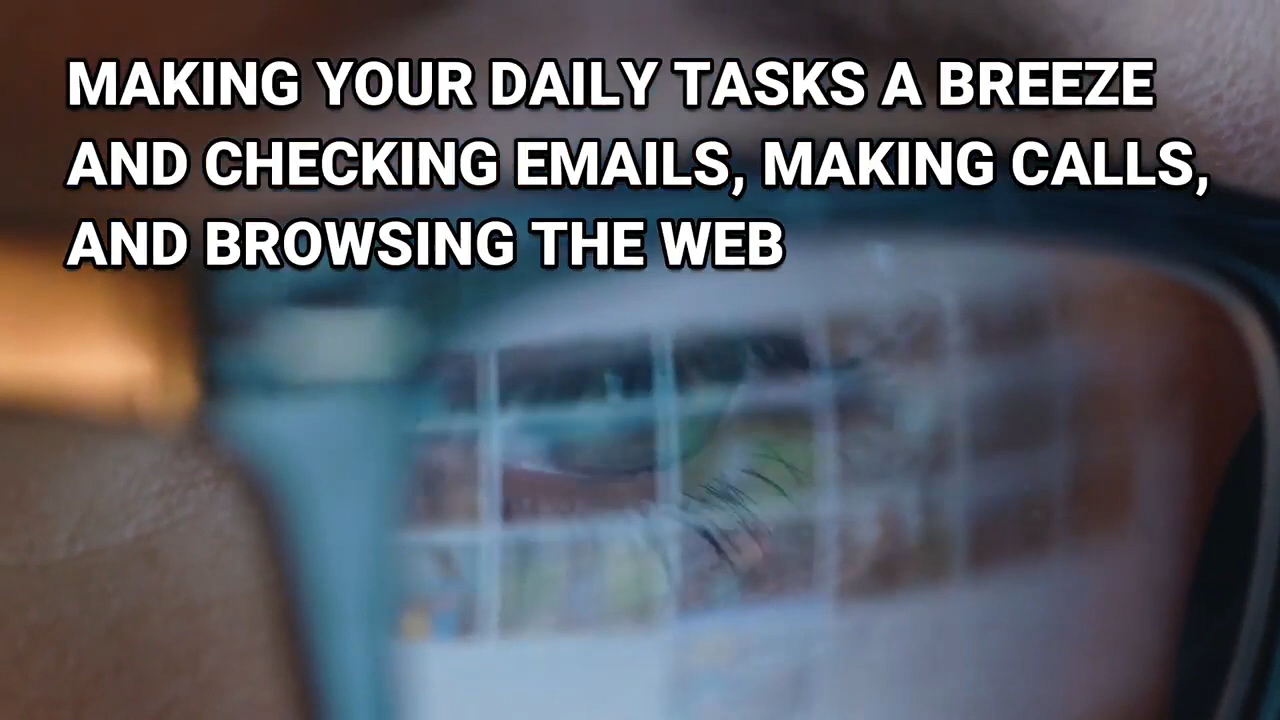 MAKING YOUR DAILY TASKS A BREEZE
AND CHECKING EMAILS, MAKING CALLS,
AND BROWSING THE WEB